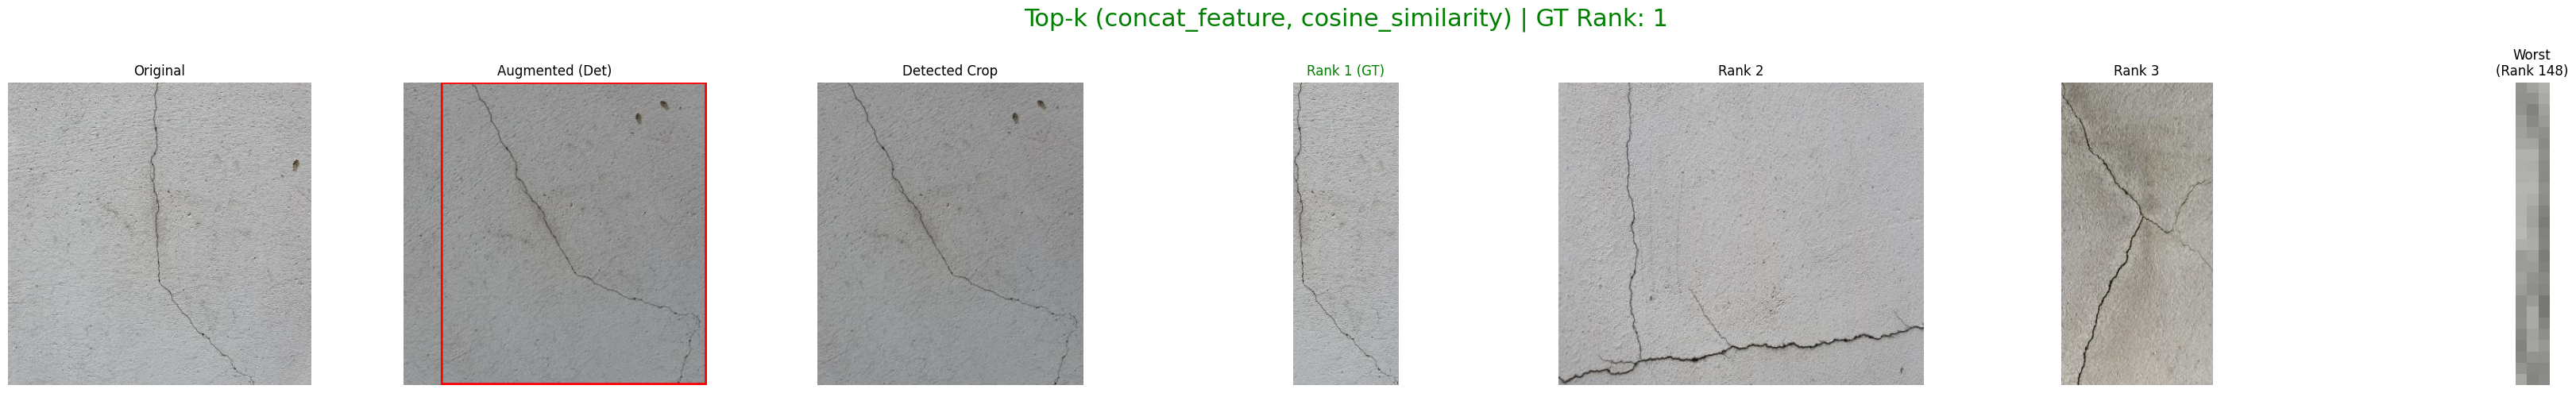 Top-k (concat_feature, cosine_similarity) | GT Rank: 1
Original
Augmented (Det)
Detected Crop
Rank 1 (GT)
Rank 2
Rank 3
Worst
(Rank 148)